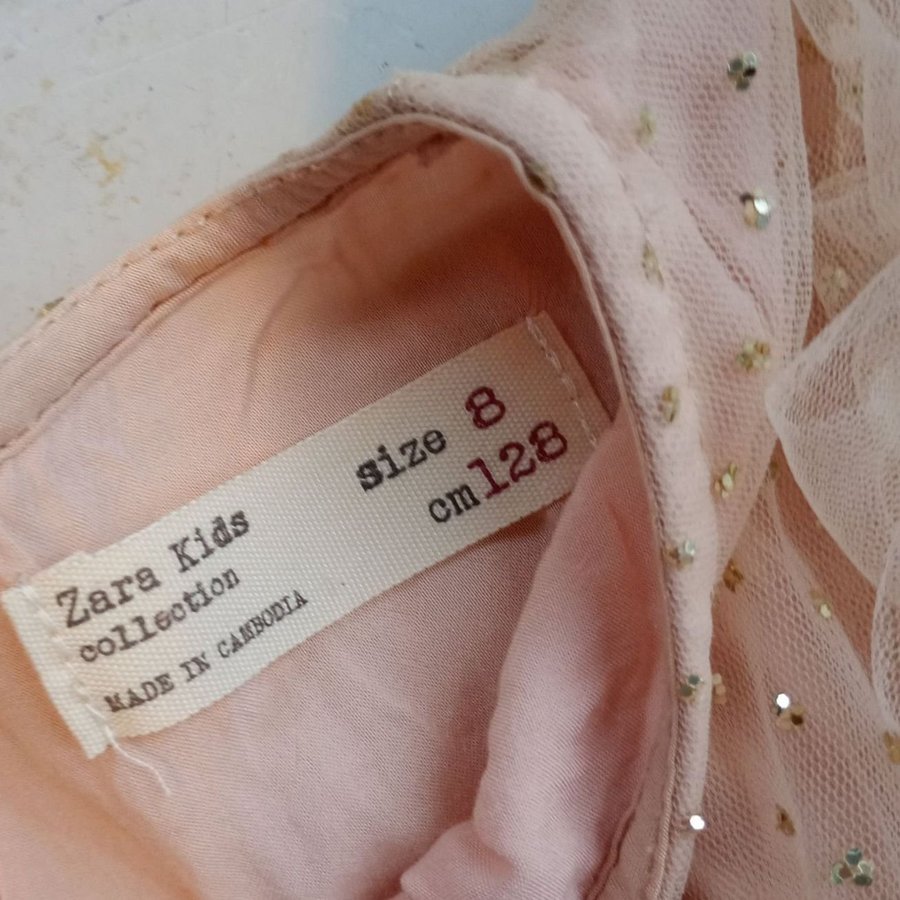 Zara Kids
collection
MADE IN CAMBODIA
size 8
cm 128